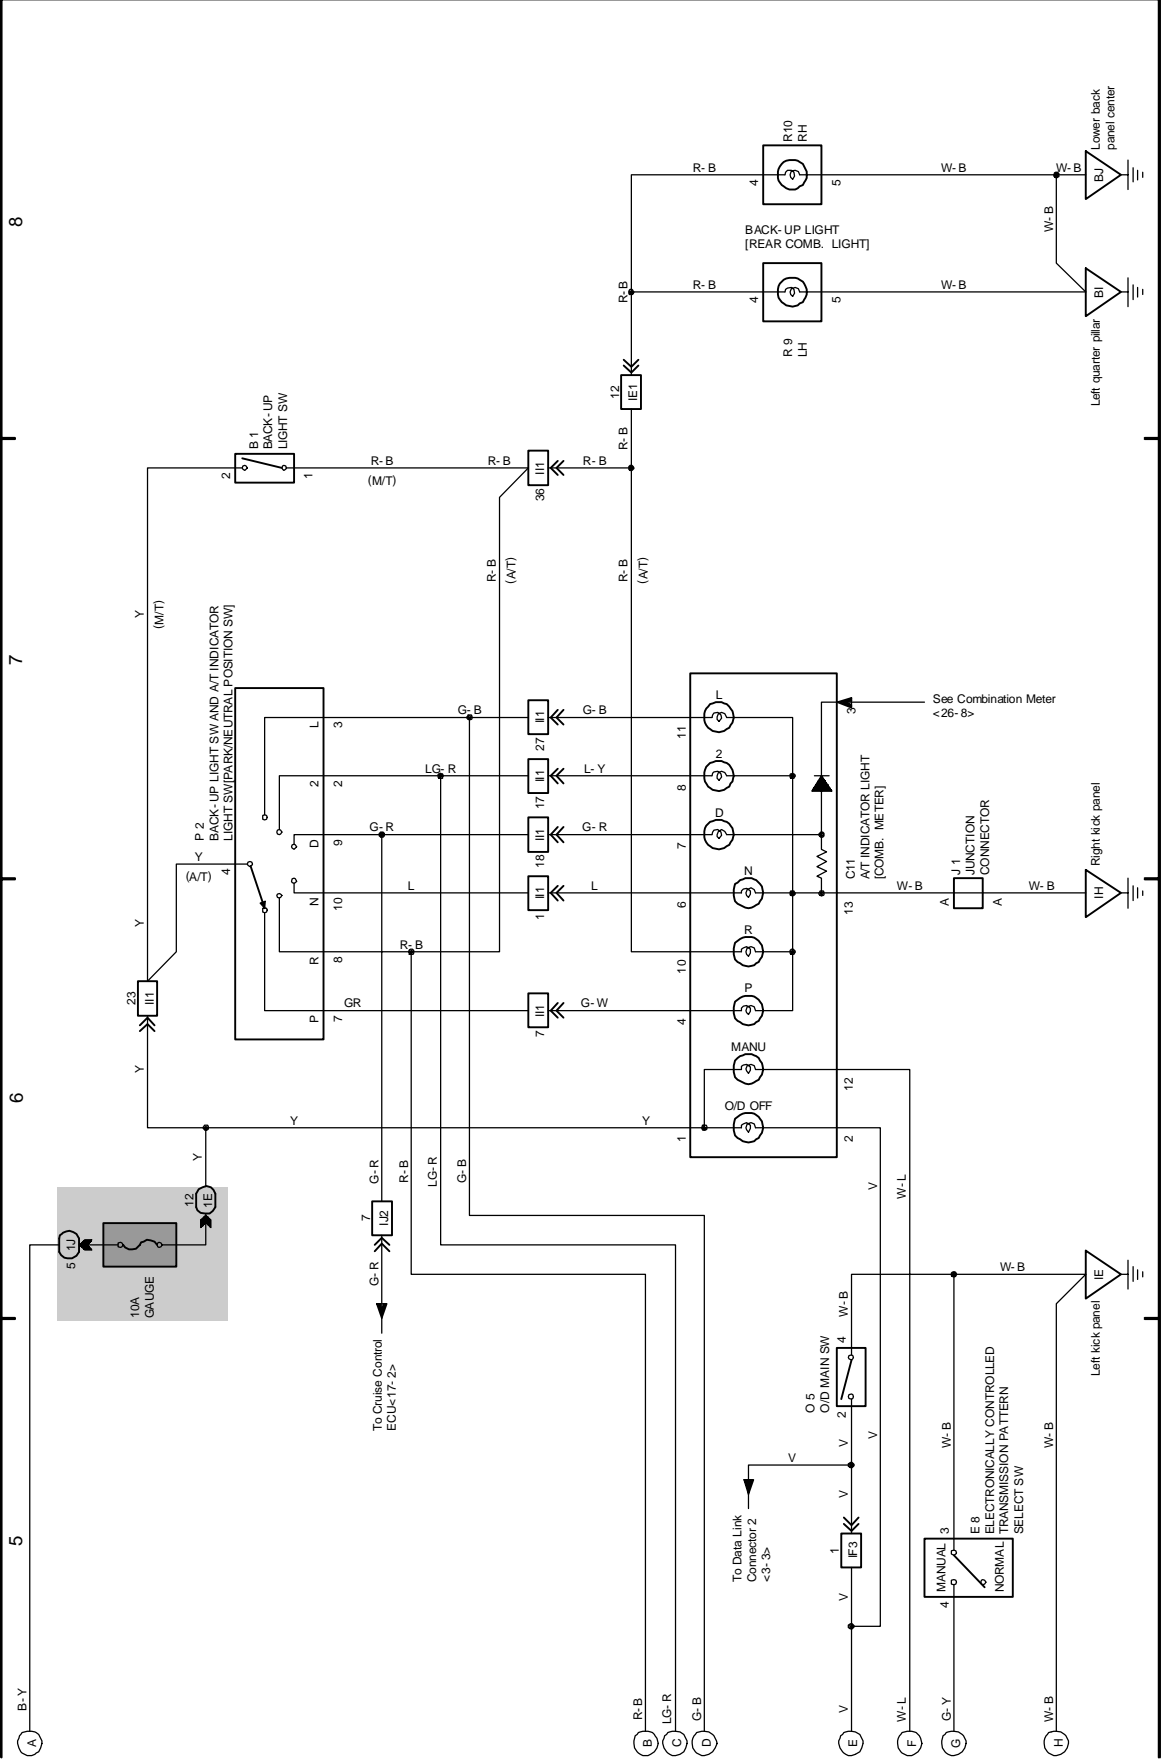 5
6
7
8
A
B-Y
5
1J
10A
GAUGE
12
1E
Y
Y
23
II1
Y
Y
(A/T)
Y
(M/T)
2
B 1
BACK- UP
LIGHT SW
1
R- B
(M/T)
R- B
II1
36
R- B
R- B
12
IE1
R- B
R- B
4
R 9
LH
5
W- B
R- B
4
R10
RH
5
W- B
BACK- UP LIGHT
[REAR COMB. LIGHT]
W- B
W- B
BI
Left quarter pillar
BJ
Lower back
panel center
P 2
BACK- UP LIGHT SW AND A/T INDICATOR
LIGHT SW[PARK/NEUTRAL POSITION SW]
4
P
R
N
D
2
L
7
8
10
9
2
3
GR
R- B
L
G- R
LG- R
G- B
R- B
(A/T)
R- B
(A/T)
II1
7
G- W
II1
1
L
II1
18
G- R
II1
17
L- Y
II1
27
G- B
Y
Y
1
4
10
6
7
8
11
O/D OFF
MANU
P
R
N
D
2
L
2
12
13
3
C11
A/T INDICATOR LIGHT
[COMB. METER]
See Combination Meter
<26- 8>
W- B
A
J 1
JUNCTION
CONNECTOR
A
W- B
IH
Right kick panel
G- R
7
IJ2
G- R
To Cruise Control
ECU<17- 2>
R- B
LG- R
G- B
R- B
B
LG- R
C
G- B
D
V
W- L
W- B
4
O 5
O/D MAIN SW
2
V
V
V
V
To Data Link
Connector 2
<3- 3>
1
IF3
V
V
E
W- L
F
W- B
W- B
3
E 8
ELECTRONICALLY CONTROLLED
TRANSMISSION PATTERN
SELECT SW
MANUAL
NORMAL
4
G- Y
G
IE
Left kick panel
W- B
W- B
H